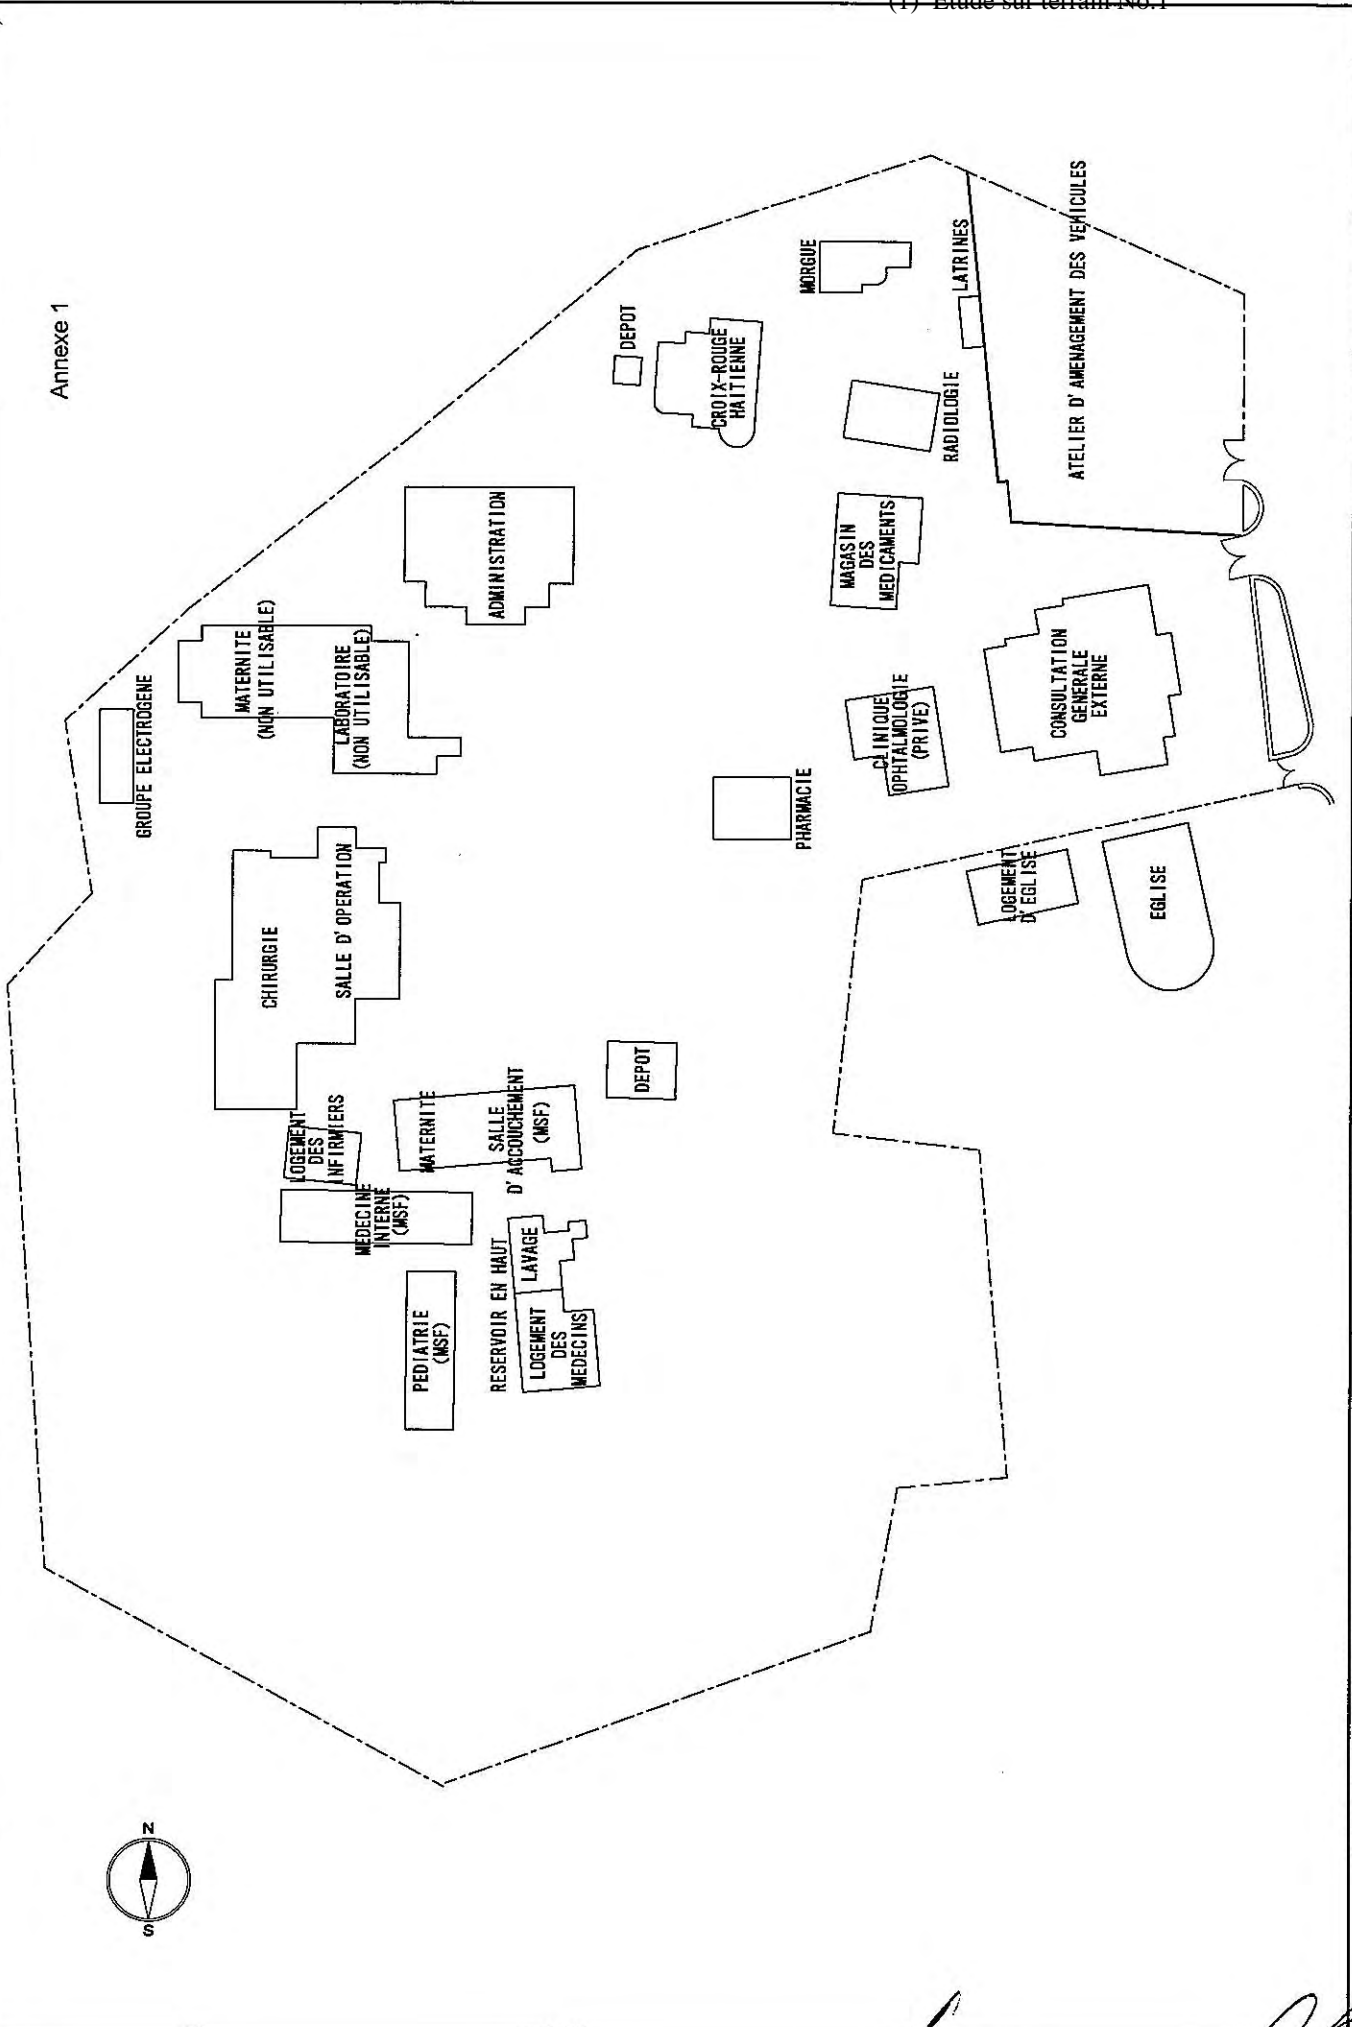 (1) Etude sur terrain No.1
Annexe 1
GROUPE ELECTROGENE
MATERNITE
(NON UTILISABLE)
LABORATOIRE
(NON UTILISABLE)
ADMINISTRATION
DEPOT
CROIX-ROUGE
HAITIENNE
MORGUE
LATRINES
RADIOLOGIE
ATELIER D'AMENAGEMENT DES VEHICULES
MAGASIN
DES
MEDICAMENTS
CHIRURGIE
SALLE D'OPERATION
PHARMACIE
CLINIQUE
OPHTALMOLOGIE
(PRIVE)
CONSULTATION
GENERALE
EXTERNE
LOGEMENT
D'EGLISE
EGLISE
LOGEMENT
DES
INFIRMIERS
MATERNITE
SALLE
D'ACCOUCHEMENT
(MSF)
DEPOT
MEDECINE
INTERNE
(MSF)
PEDIATRIE
(MSF)
RESERVOIR EN HAUT
LAVAGE
LOGEMENT
DES
MEDECINS
N
S